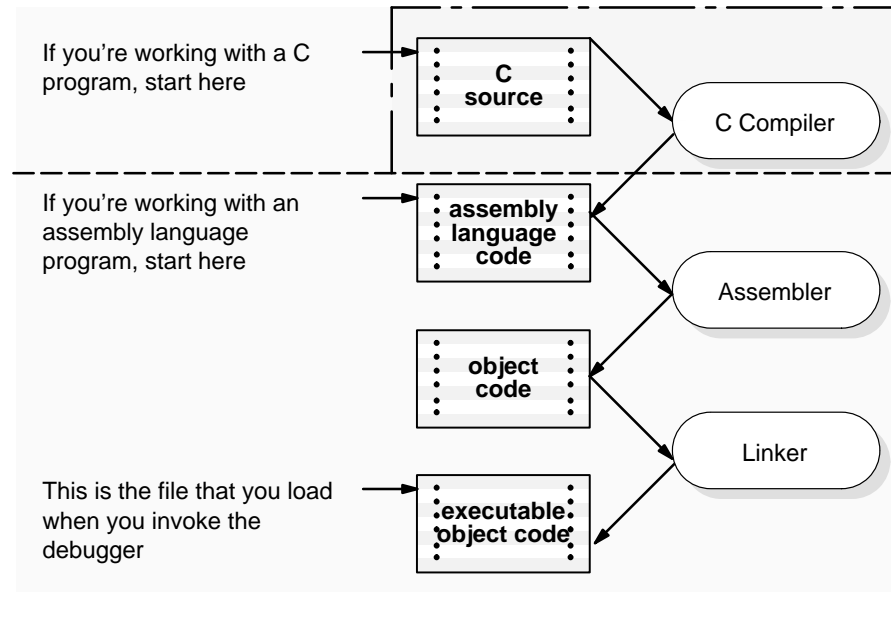 If you're working with a C
program, start here
C
source
C Compiler
If you're working with an
assembly language
program, start here
assembly
language
code
Assembler
object
code
Linker
This is the file that you load
when you invoke the
debugger
executable
object code